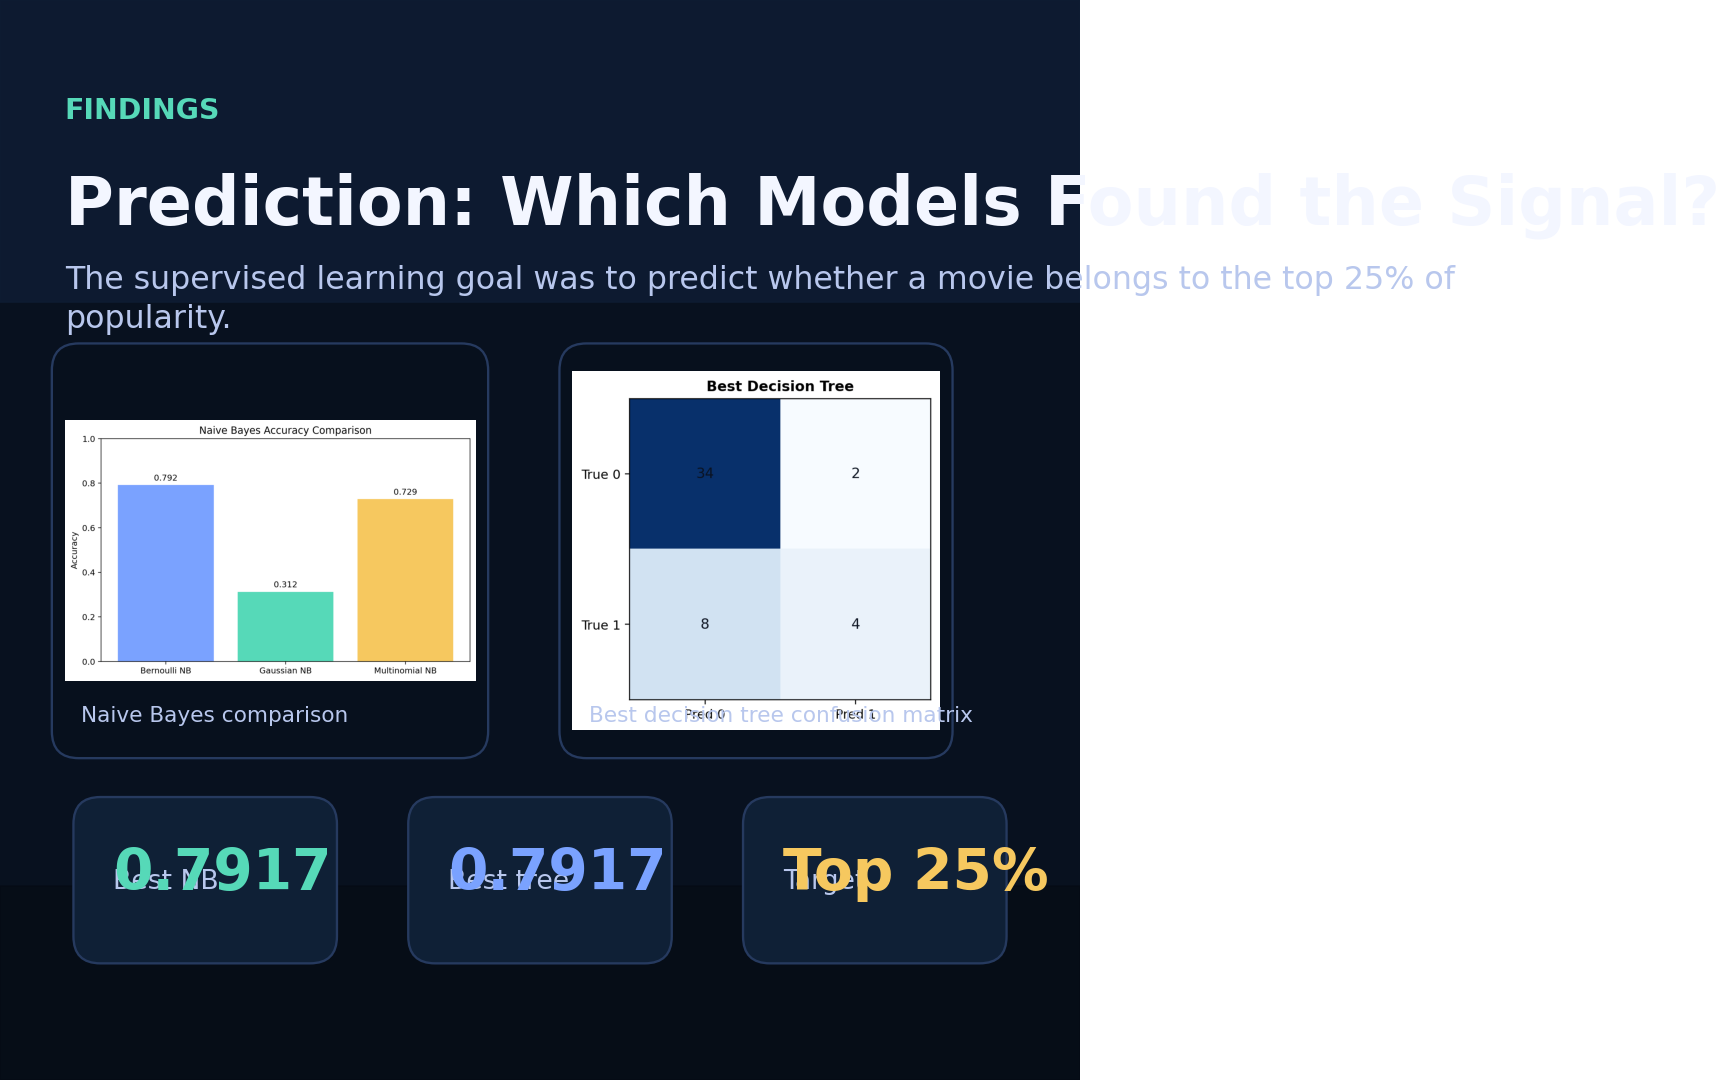 FINDINGS
Prediction: Which Models Found the Signal?
The supervised learning goal was to predict whether a movie belongs to the top 25% of
popularity.
Naive Bayes Accuracy Comparison
1.0
0.8
0.6
0.4
0.2
0.0
Accuracy
0.792
0.312
0.729
Bernoulli NB
Gaussian NB
Multinomial NB
Naive Bayes comparison
Best Decision Tree
True 0
34
2
True 1
8
4
Pred 0
Pred 1
Best decision tree confusion matrix
0.7917
Best NB
0.7917
Best tree
Top 25%
Target